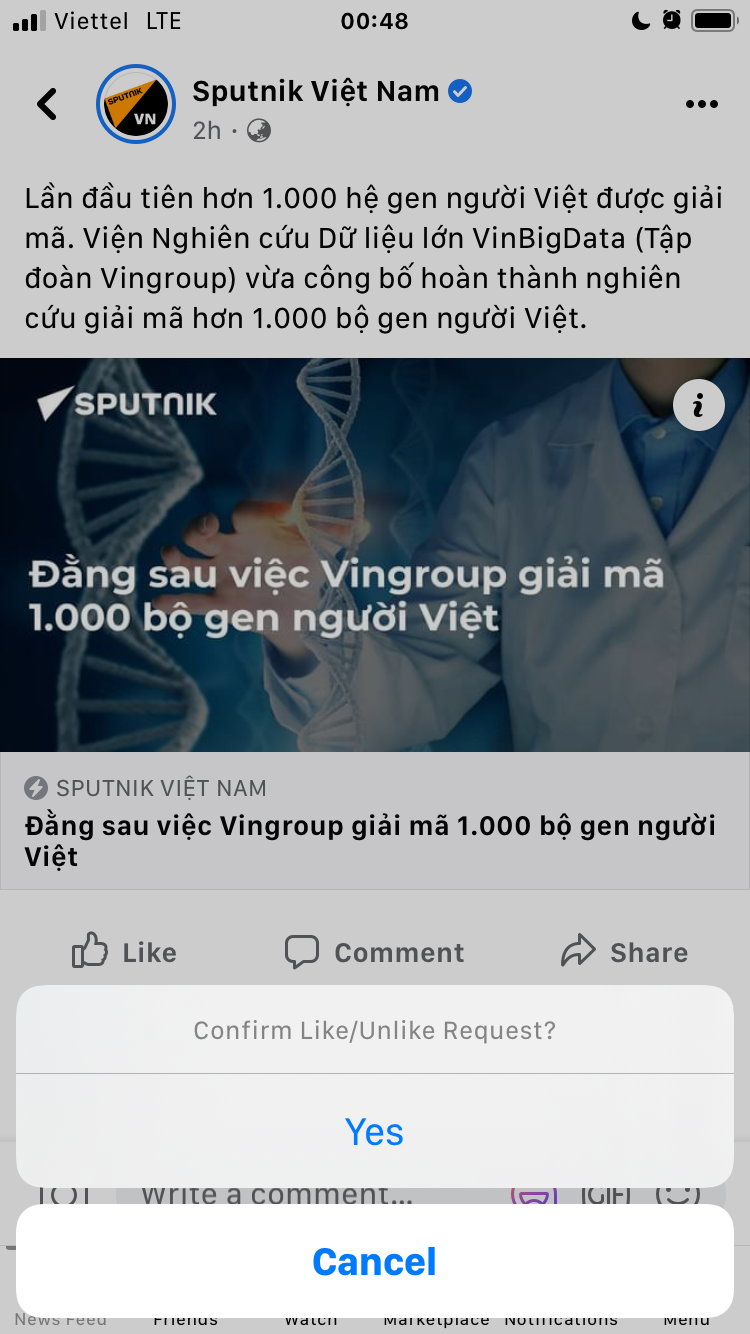 Viettel LTE 00:48
Sputnik Việt Nam
2h ·
SPUTNIK
VN
Lần đầu tiên hơn 1.000 hệ gen người Việt được giải
mã. Viện Nghiên cứu Dữ liệu lớn VinBigData (Tập
đoàn Vingroup) vừa công bố hoàn thành nghiên
cứu giải mã hơn 1.000 bộ gen người Việt.
SPUTNIK
i
Đằng sau việc Vingroup giải mã
1.000 bộ gen người Việt
SPUTNIK VIỆT NAM
Đằng sau việc Vingroup giải mã 1.000 bộ gen người
Việt
Like Comment Share
Confirm Like/Unlike Request?
Yes
Write a comment... GIF
Cancel
News Feed Friends Watch Marketplace Notifications Menu